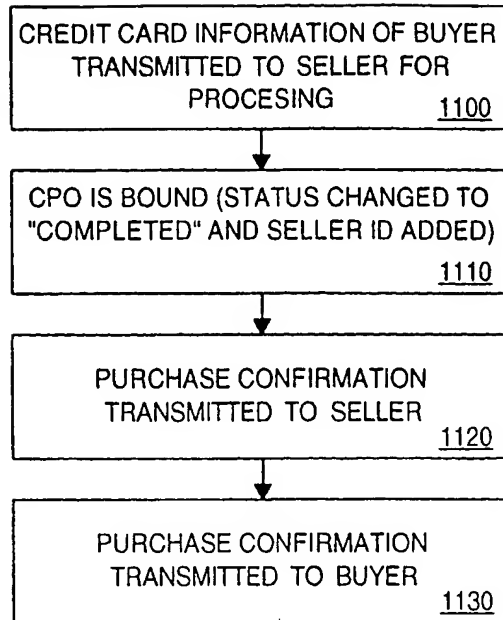 CREDIT CARD INFORMATION OF BUYER
TRANSMITTED TO SELLER FOR
PROCESING
1100
CPO IS BOUND (STATUS CHANGED TO
"COMPLETED" AND SELLER ID ADDED)
1110
PURCHASE CONFIRMATION
TRANSMITTED TO SELLER
1120
PURCHASE CONFIRMATION
TRANSMITTED TO BUYER
1130